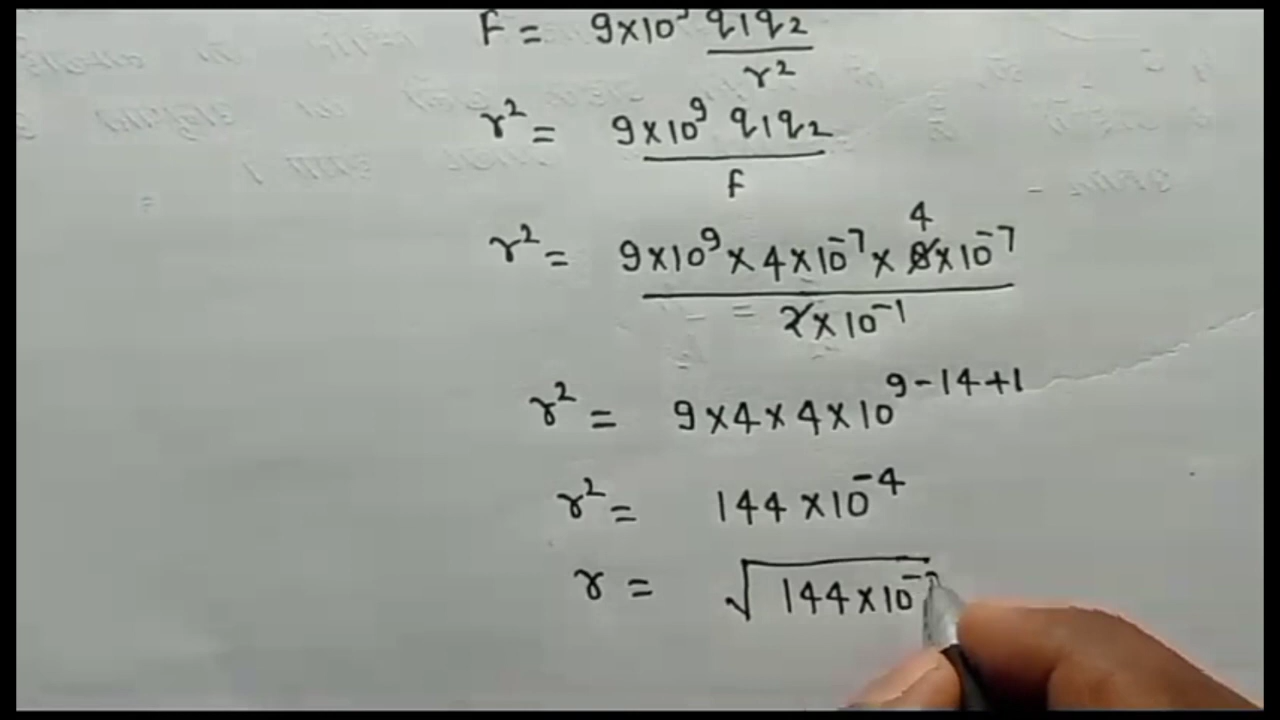 F = 9×10⁹ q1q2 / r²
r² = 9×10⁹ q1q2 / F
r² = 9×10⁹ × 4×10⁻⁷ × 8×10⁻⁷ / 2×10⁻¹
4
r² = 9×4×4×10⁹⁻¹⁴⁺¹
r² = 144×10⁻⁴
r = √144×10⁻